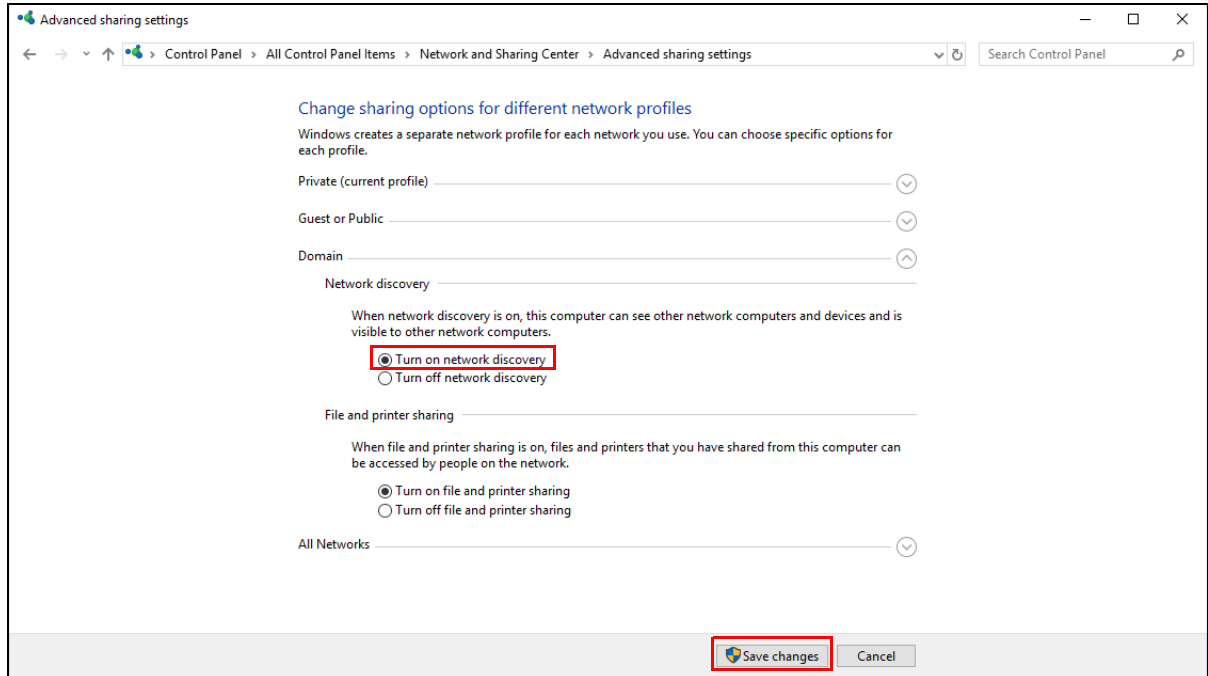 Advanced sharing settings
Control Panel > All Control Panel Items > Network and Sharing Center > Advanced sharing settings
Search Control Panel
Change sharing options for different network profiles
Windows creates a separate network profile for each network you use. You can choose specific options for
each profile.
Private (current profile)
Guest or Public
Domain
Network discovery
When network discovery is on, this computer can see other network computers and devices and is
visible to other network computers.
Turn on network discovery
Turn off network discovery
File and printer sharing
When file and printer sharing is on, files and printers that you have shared from this computer can
be accessed by people on the network.
Turn on file and printer sharing
Turn off file and printer sharing
All Networks
Save changes
Cancel